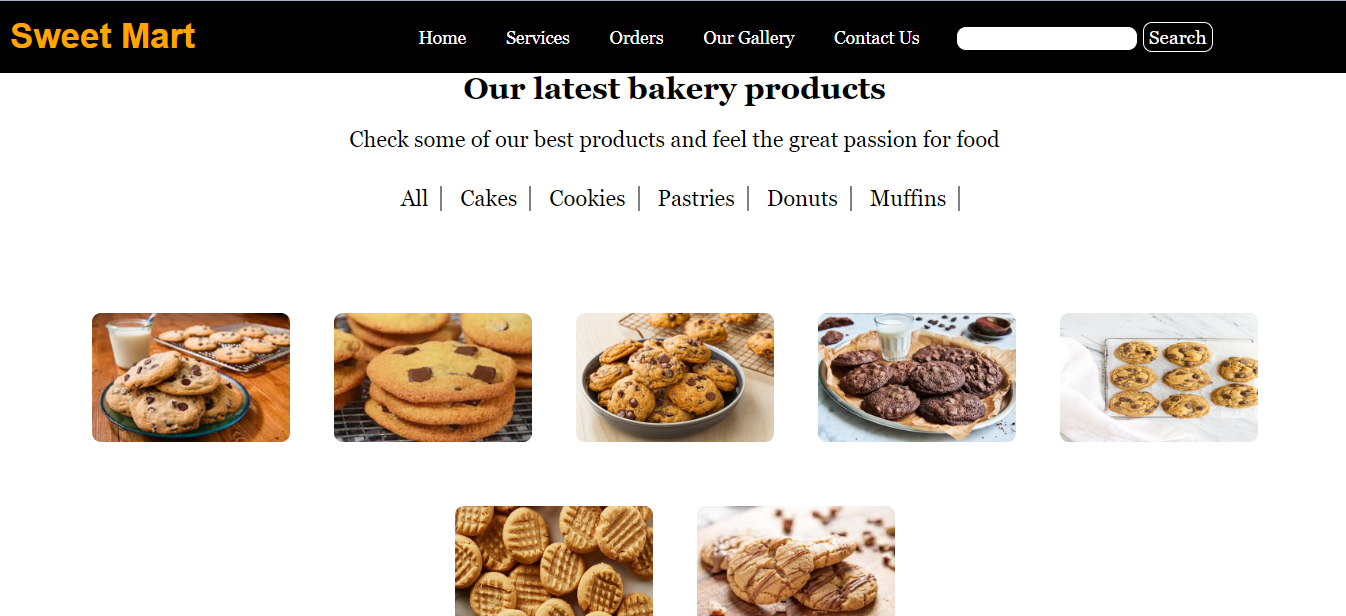 Sweet Mart Home Services Orders Our Gallery Contact Us Search
Our latest bakery products
Check some of our best products and feel the great passion for food
All | Cakes | Cookies | Pastries | Donuts | Muffins |